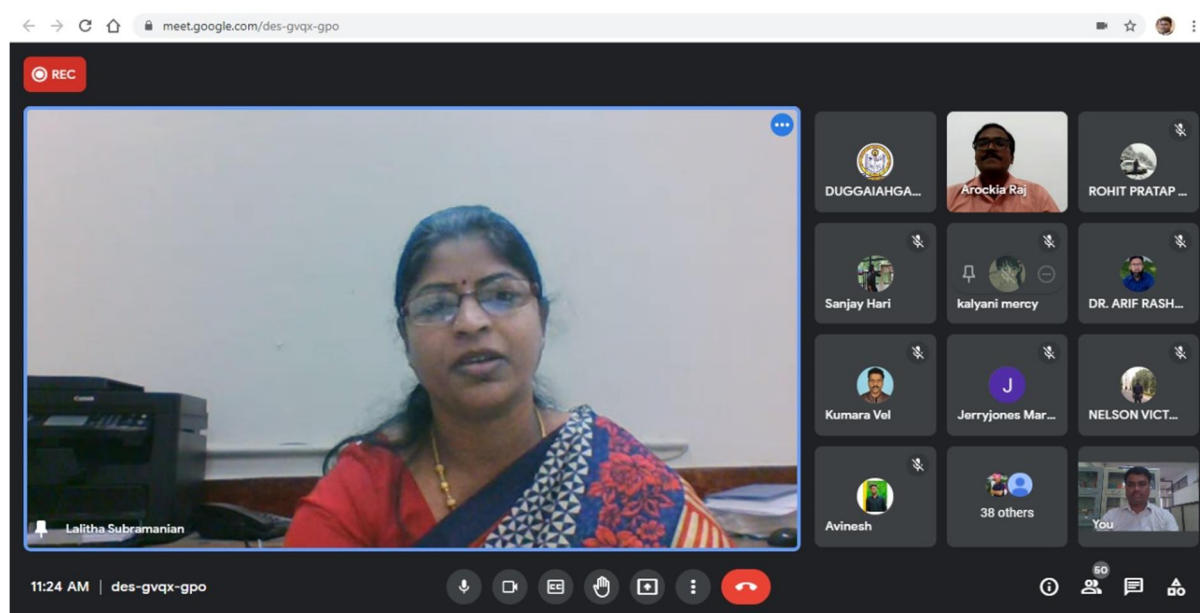 meet.google.com/des-gvqx-gpo
REC
DUGGAIAHGA...
Arockia Raj
ROHIT PRATAP ...
Sanjay Hari
kalyani mercy
DR. ARIF RASH...
Kumara Vel
J
Jerryjones Mar...
NELSON VICT...
Avinesh
38 others
You
Canon
Lalitha Subramanian
11:24 AM | des-gvqx-gpo
CC
50